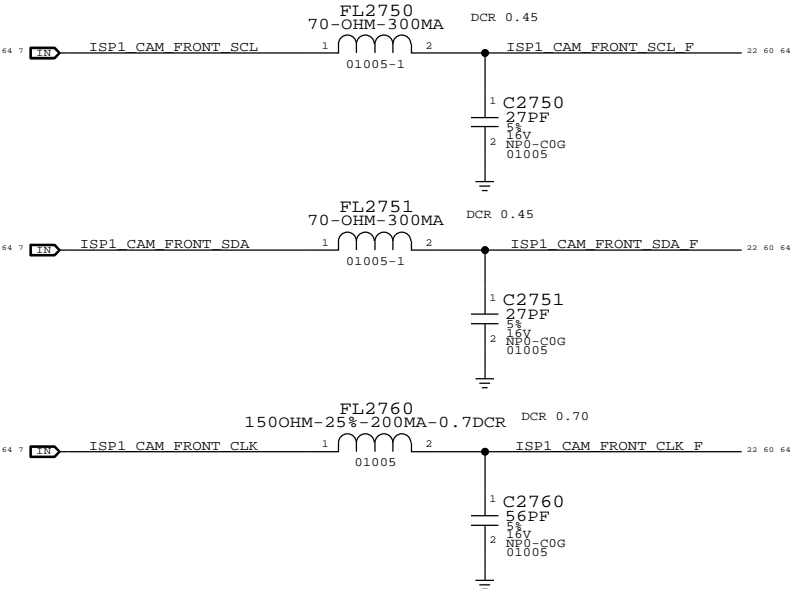 FL2750
70-OHM-300MA
DCR 0.45
64 7 IN ISP1_CAM_FRONT_SCL 1 2 ISP1_CAM_FRONT_SCL_F 22 60 64
01005-1
1 C2750
27PF
5%
16V
2 NP0-C0G
01005
FL2751
70-OHM-300MA
DCR 0.45
64 7 IN ISP1_CAM_FRONT_SDA 1 2 ISP1_CAM_FRONT_SDA_F 22 60 64
01005-1
1 C2751
27PF
5%
16V
2 NP0-C0G
01005
FL2760
150OHM-25%-200MA-0.7DCR
DCR 0.70
64 7 IN ISP1_CAM_FRONT_CLK 1 2 ISP1_CAM_FRONT_CLK_F 22 60 64
01005
1 C2760
56PF
5%
16V
2 NP0-C0G
01005